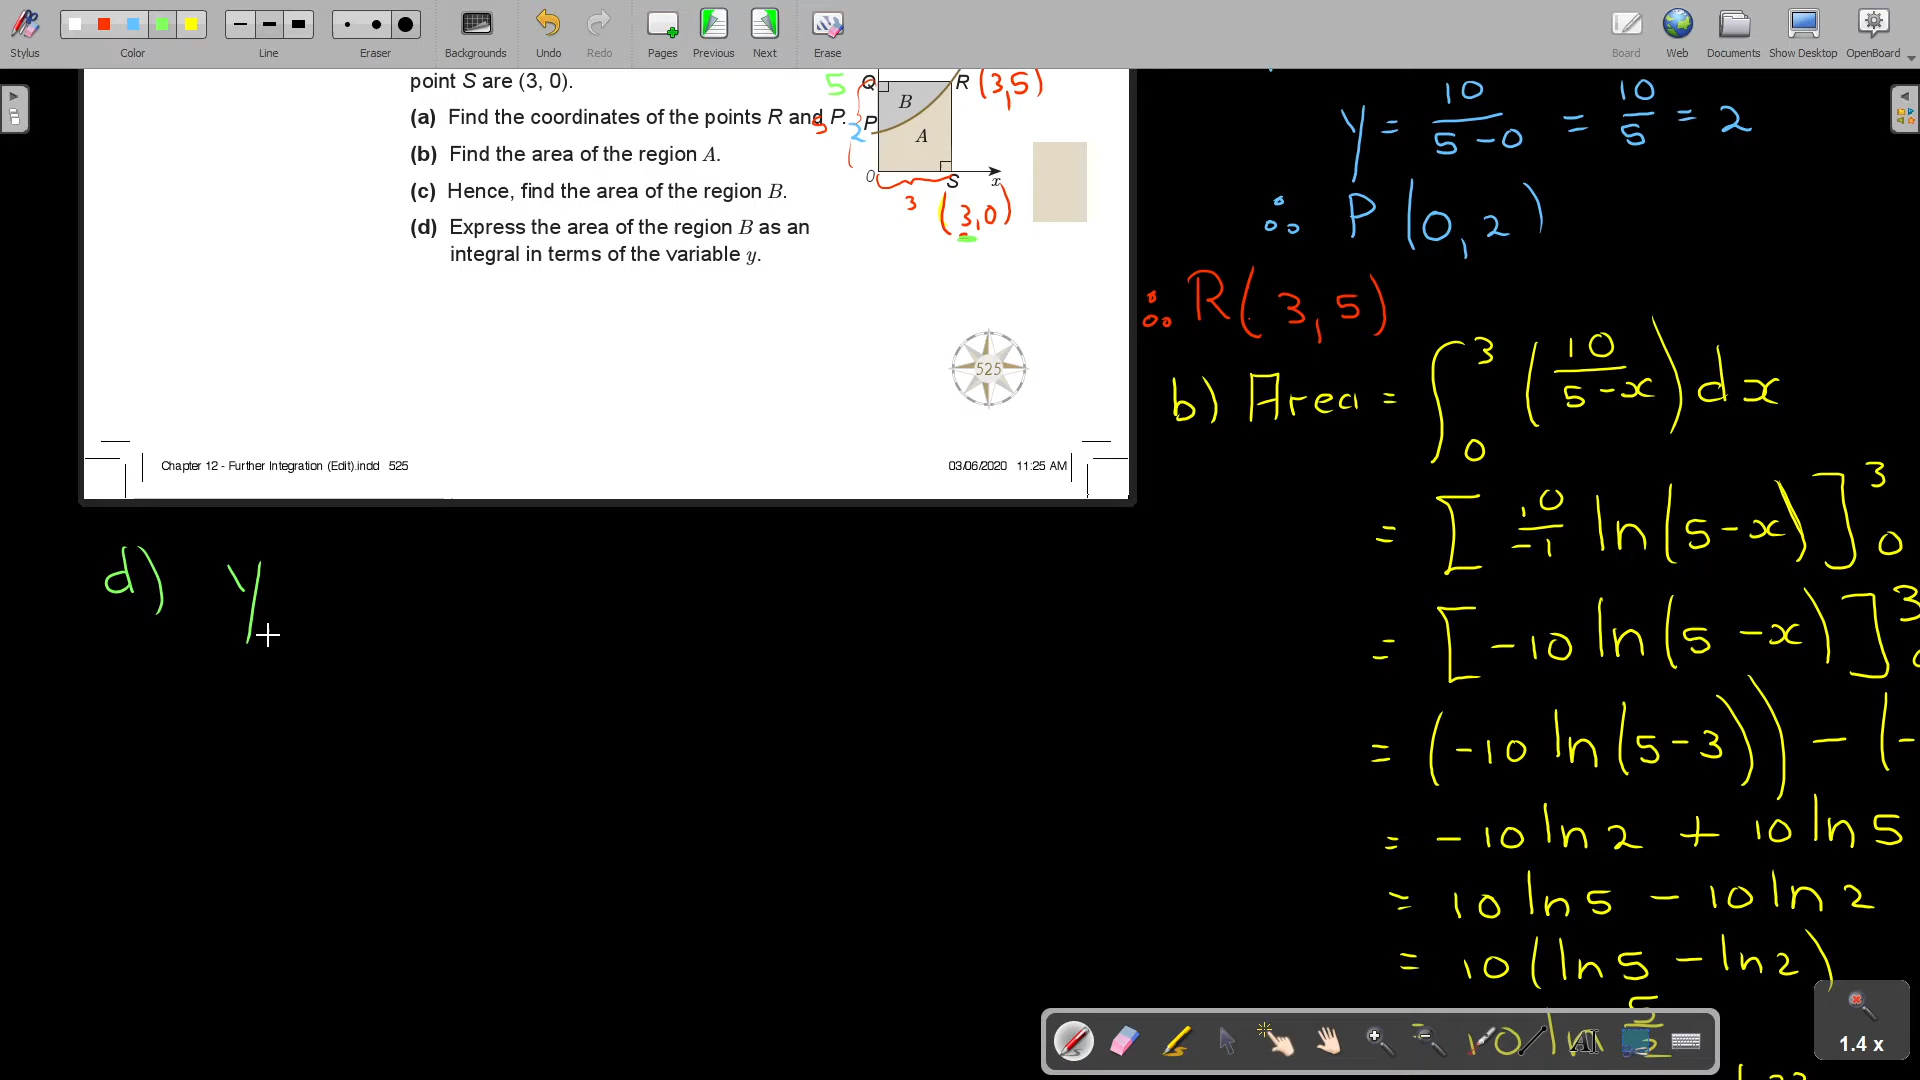 Stylus
Color
Line
Eraser
Backgrounds
Undo
Redo
Pages
Previous
Next
Erase
Board
Web
Documents
Show Desktop
OpenBoard
point S are (3, 0).
(a) Find the coordinates of the points R and P.
(b) Find the area of the region A.
(c) Hence, find the area of the region B.
(d) Express the area of the region B as an
integral in terms of the variable y.
5 Q R (3,5)
B
5 2 P
A
O S x
3 (3,0)
525
Chapter 12 - Further Integration (Edit).indd 525
03/06/2020 11:25 AM
y = 10/(5-0) = 10/5 = 2
∴ P(0,2)
∴ R(3,5)
b) Area = ∫₀³ (10/(5-x)) dx
= [10/-1 ln(5-x)]₀³
= [-10 ln(5-x)]³
= (-10 ln(5-3)) - (-
= -10 ln 2 + 10 ln 5
= 10 ln 5 - 10 ln 2
= 10(ln 5 - ln 2)
d) y
1.4 x